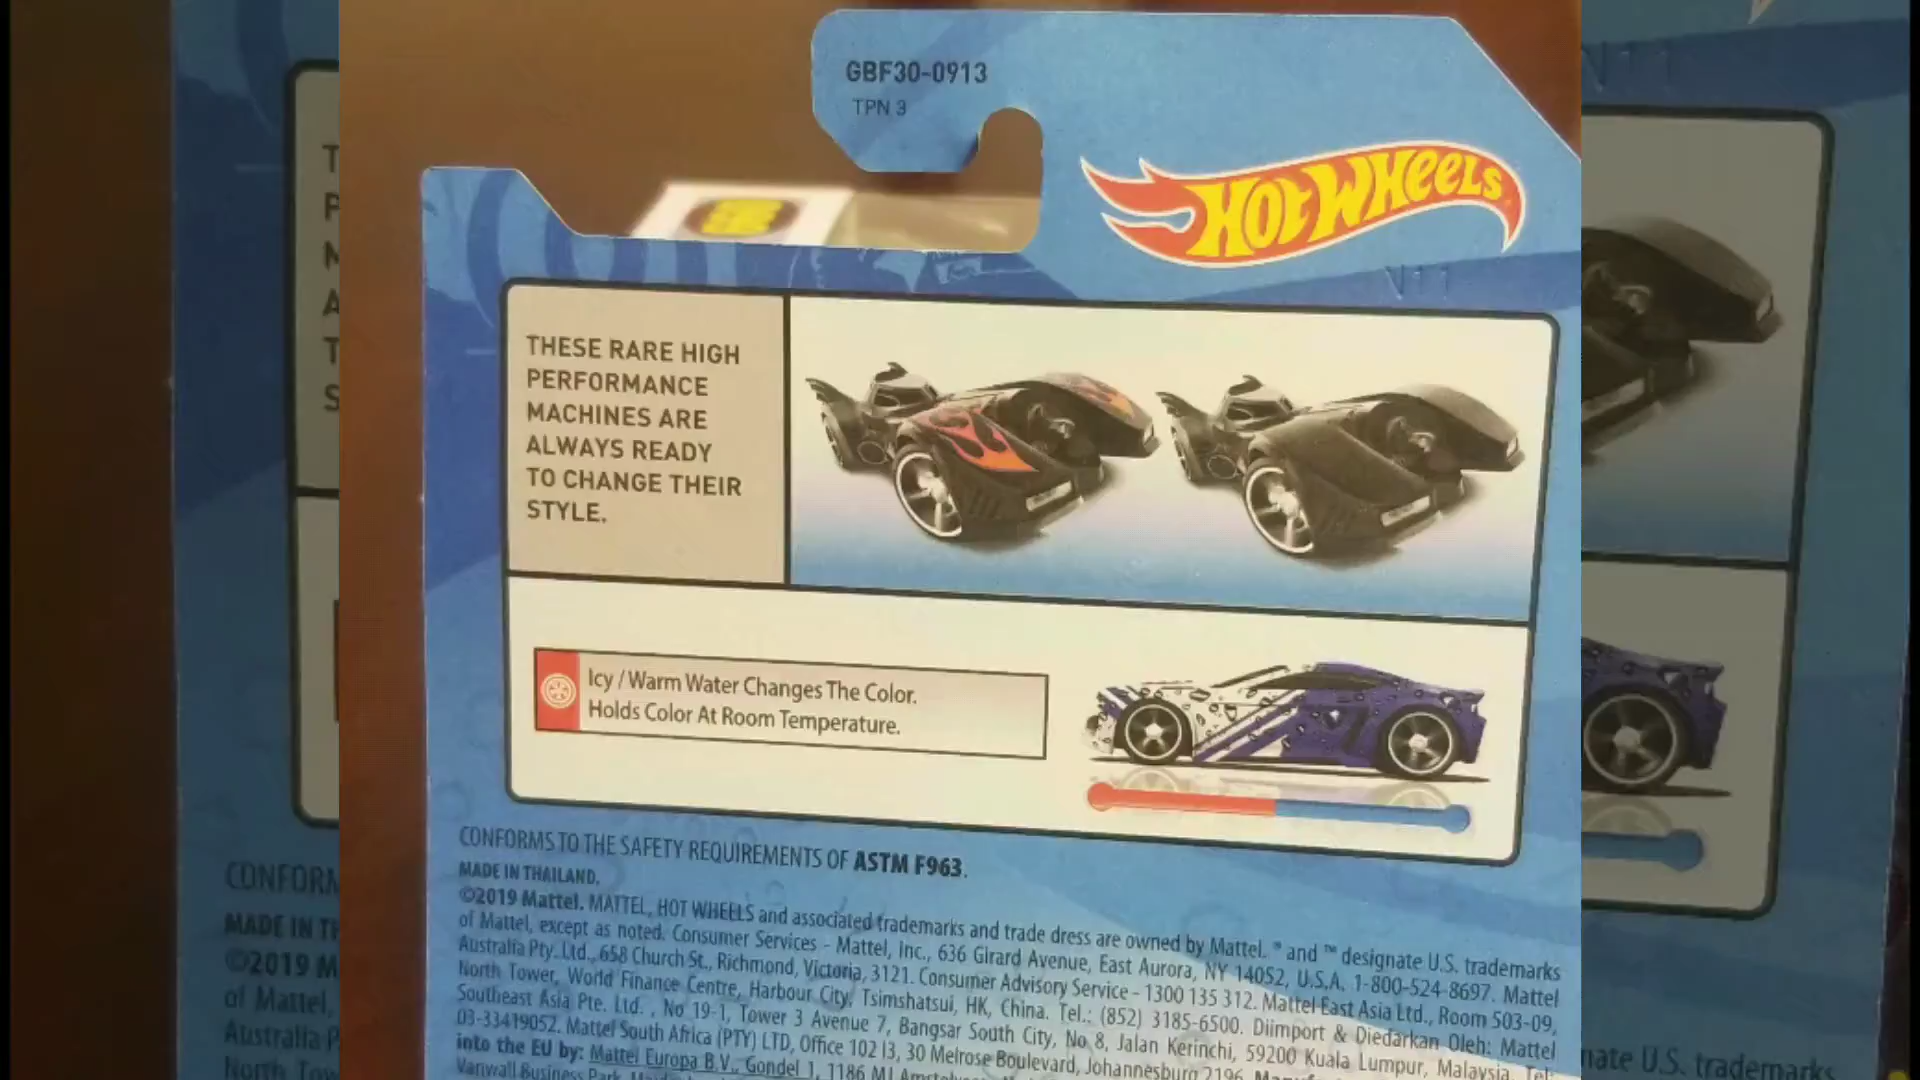 GBF30-0913
TPN 3
HOT WHEELS
THESE RARE HIGH
PERFORMANCE
MACHINES ARE
ALWAYS READY
TO CHANGE THEIR
STYLE.
Icy / Warm Water Changes The Color.
Holds Color At Room Temperature.
CONFORMS TO THE SAFETY REQUIREMENTS OF ASTM F963.
MADE IN THAILAND.
©2019 Mattel. MATTEL, HOT WHEELS and associated trademarks and trade dress are owned by Mattel. ® and ™ designate U.S. trademarks
of Mattel, except as noted. Consumer Services - Mattel, Inc., 636 Girard Avenue, East Aurora, NY 14052, U.S.A. 1-800-524-8697. Mattel
Australia Pty. Ltd., 658 Church St., Richmond, Victoria, 3121. Consumer Advisory Service - 1300 135 312. Mattel East Asia Ltd., Room 503-09,
North Tower, World Finance Centre, Harbour City, Tsimshatsui, HK, China. Tel.: (852) 3185-6500. Diimport & Diedarkan Oleh: Mattel
Southeast Asia Pte. Ltd. , No 19-1, Tower 3 Avenue 7, Bangsar South City, No 8, Jalan Kerinchi, 59200 Kuala Lumpur, Malaysia. Tel:
03-33419052. Mattel South Africa (PTY) LTD, Office 102 I3, 30 Melrose Boulevard, Johannesburg 2196.
into the EU by: Mattel Europa B.V., Gondel 1, 1186 MJ
Vanwall Business Park,